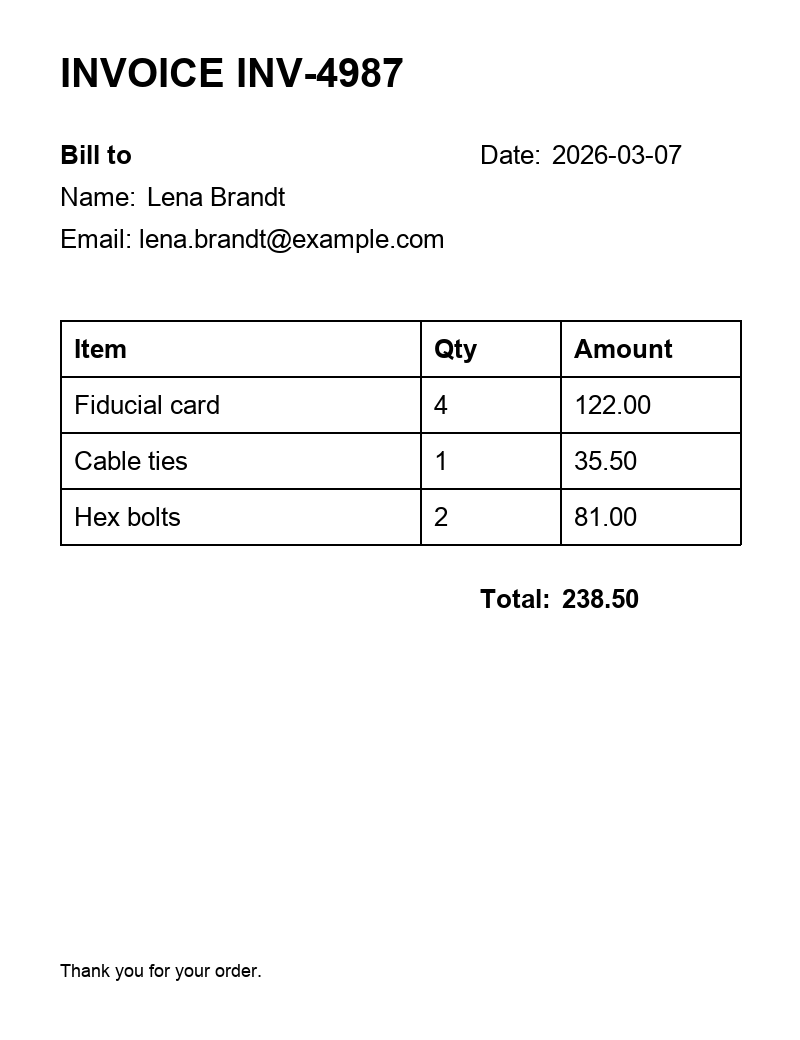 INVOICE INV-4987
Bill to Date: 2026-03-07
Name: Lena Brandt
Email: lena.brandt@example.com
Item Qty Amount
Fiducial card 4 122.00
Cable ties 1 35.50
Hex bolts 2 81.00
Total: 238.50
Thank you for your order.